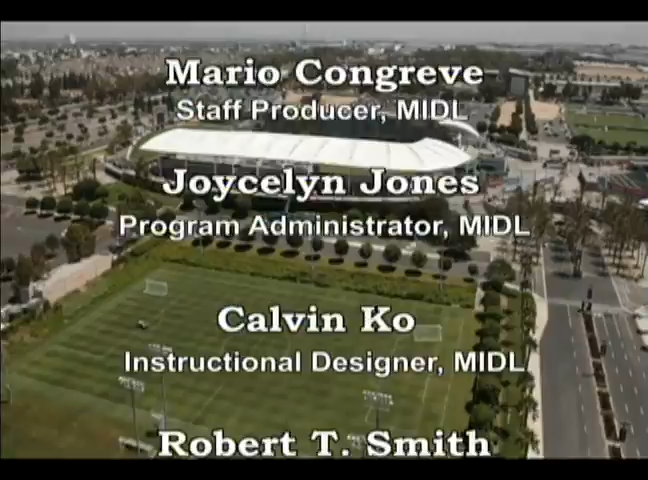 Mario Congreve
Staff Producer, MIDL
Joycelyn Jones
Program Administrator, MIDL
Calvin Ko
Instructional Designer, MIDL
Robert T. Smith